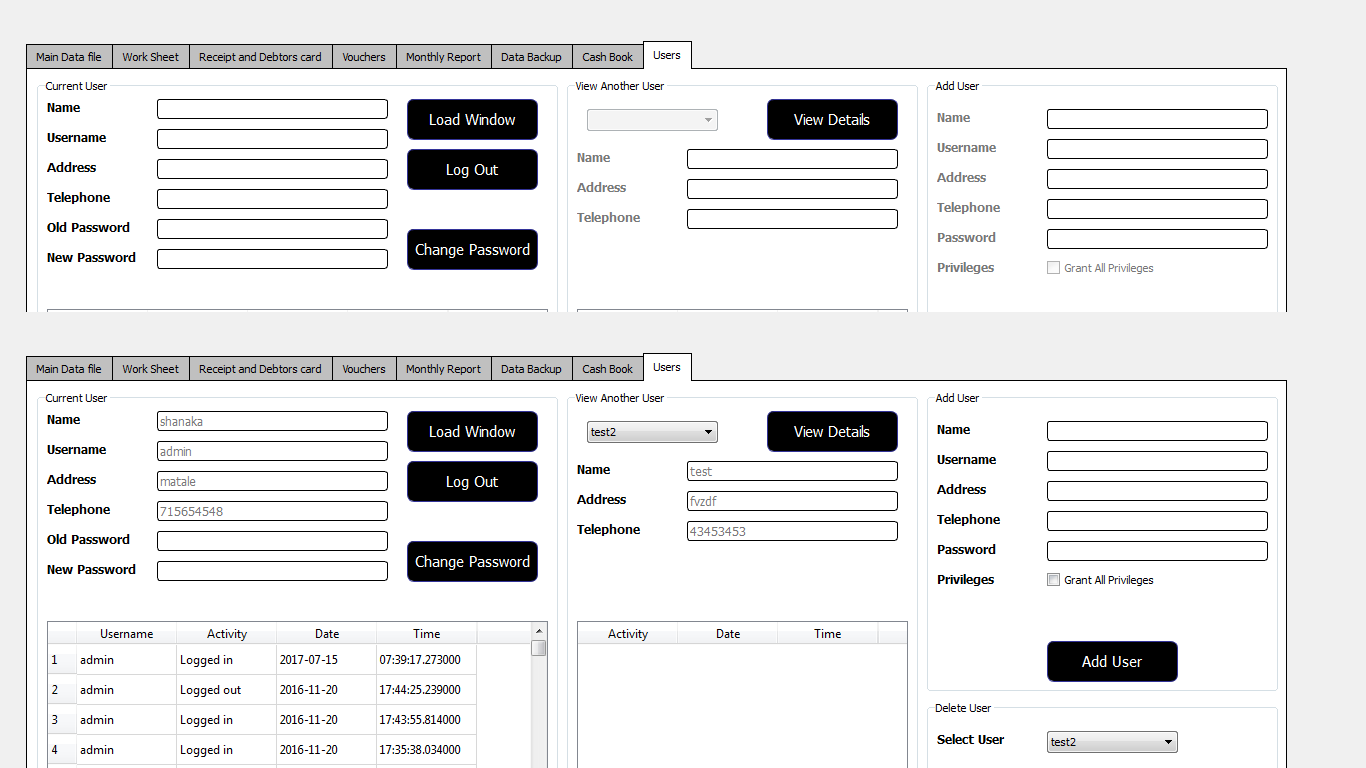 Main Data file Work Sheet Receipt and Debtors card Vouchers Monthly Report Data Backup Cash Book Users
Current User
Name
Load Window
Username
Address
Log Out
Telephone
Old Password
Change Password
New Password
View Another User
View Details
Name
Address
Telephone
Add User
Name
Username
Address
Telephone
Password
Privileges Grant All Privileges
Main Data file Work Sheet Receipt and Debtors card Vouchers Monthly Report Data Backup Cash Book Users
Current User
Name shanaka
Load Window
Username admin
Address matale
Log Out
Telephone 715654548
Old Password
Change Password
New Password
Username Activity Date Time
1 admin Logged in 2017-07-15 07:39:17.273000
2 admin Logged out 2016-11-20 17:44:25.239000
3 admin Logged in 2016-11-20 17:43:55.814000
4 admin Logged in 2016-11-20 17:35:38.034000
View Another User
test2 View Details
Name test
Address fvzdf
Telephone 43453453
Activity Date Time
Add User
Name
Username
Address
Telephone
Password
Privileges Grant All Privileges
Add User
Delete User
Select User test2